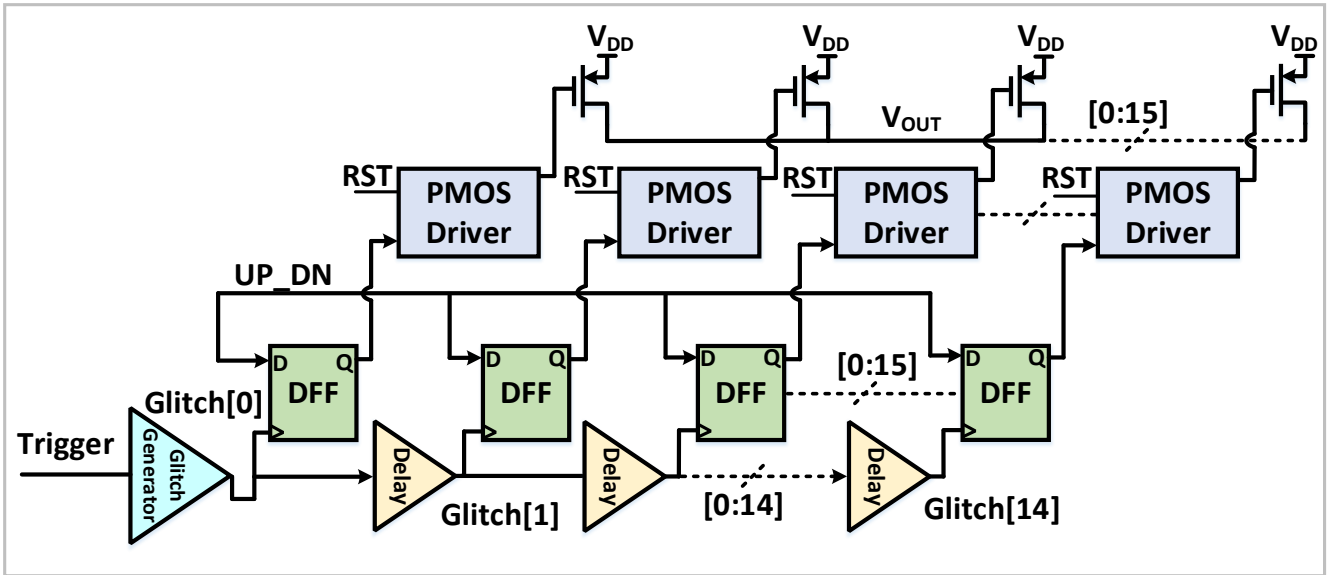 VDD VDD VDD VDD
VOUT [0:15]
RST PMOS Driver RST PMOS Driver RST PMOS Driver RST PMOS Driver
UP_DN
D Q DFF D Q DFF D Q DFF [0:15] D Q DFF
Glitch[0]
Trigger Glitch Generator Delay Delay Delay
Glitch[1] [0:14] Glitch[14]